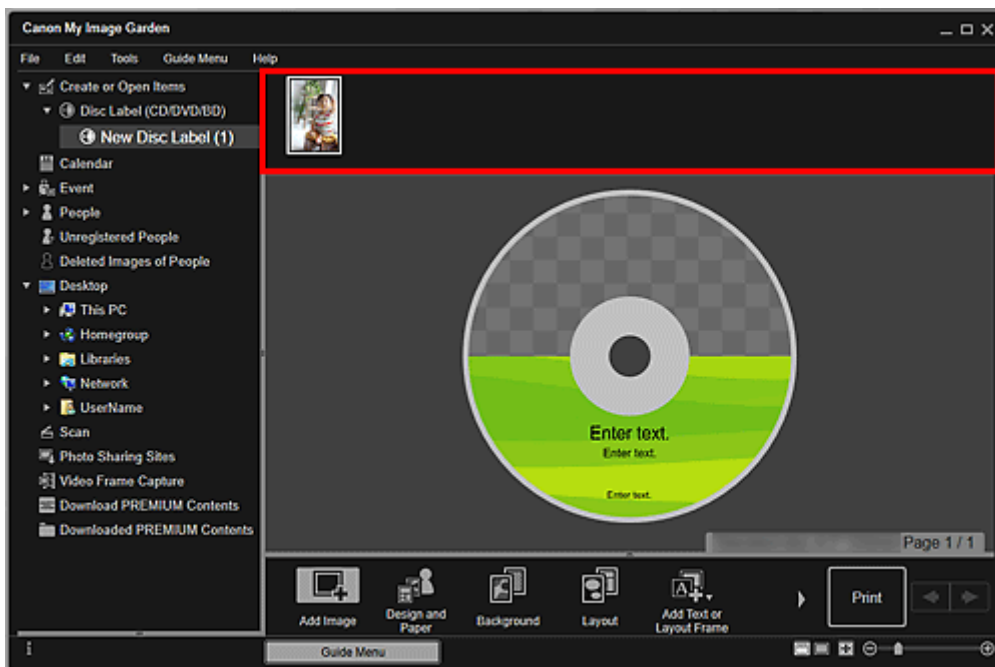 Canon My Image Garden
File Edit Tools Guide Menu Help
Create or Open Items
Disc Label (CD/DVD/BD)
New Disc Label (1)
Calendar
Event
People
Unregistered People
Deleted Images of People
Desktop
This PC
Homegroup
Libraries
Network
UserName
Scan
Photo Sharing Sites
Video Frame Capture
Download PREMIUM Contents
Downloaded PREMIUM Contents
Enter text.
Enter text.
Enter text.
Page 1 / 1
Add Image
Design and
Paper
Background
Layout
Add Text or
Layout Frame
Print
Guide Menu